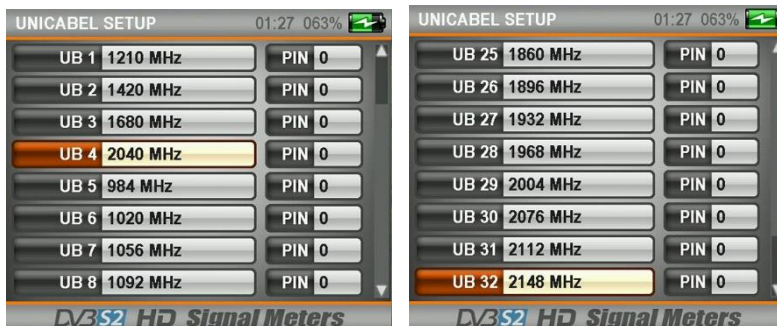 UNICABEL SETUP 01:27 063%
UB 1 1210 MHz PIN 0
UB 2 1420 MHz PIN 0
UB 3 1680 MHz PIN 0
UB 4 2040 MHz PIN 0
UB 5 984 MHz PIN 0
UB 6 1020 MHz PIN 0
UB 7 1056 MHz PIN 0
UB 8 1092 MHz PIN 0
DVB S2 HD Signal Meters
UNICABEL SETUP 01:27 063%
UB 25 1860 MHz PIN 0
UB 26 1896 MHz PIN 0
UB 27 1932 MHz PIN 0
UB 28 1968 MHz PIN 0
UB 29 2004 MHz PIN 0
UB 30 2076 MHz PIN 0
UB 31 2112 MHz PIN 0
UB 32 2148 MHz PIN 0
DVB S2 HD Signal Meters